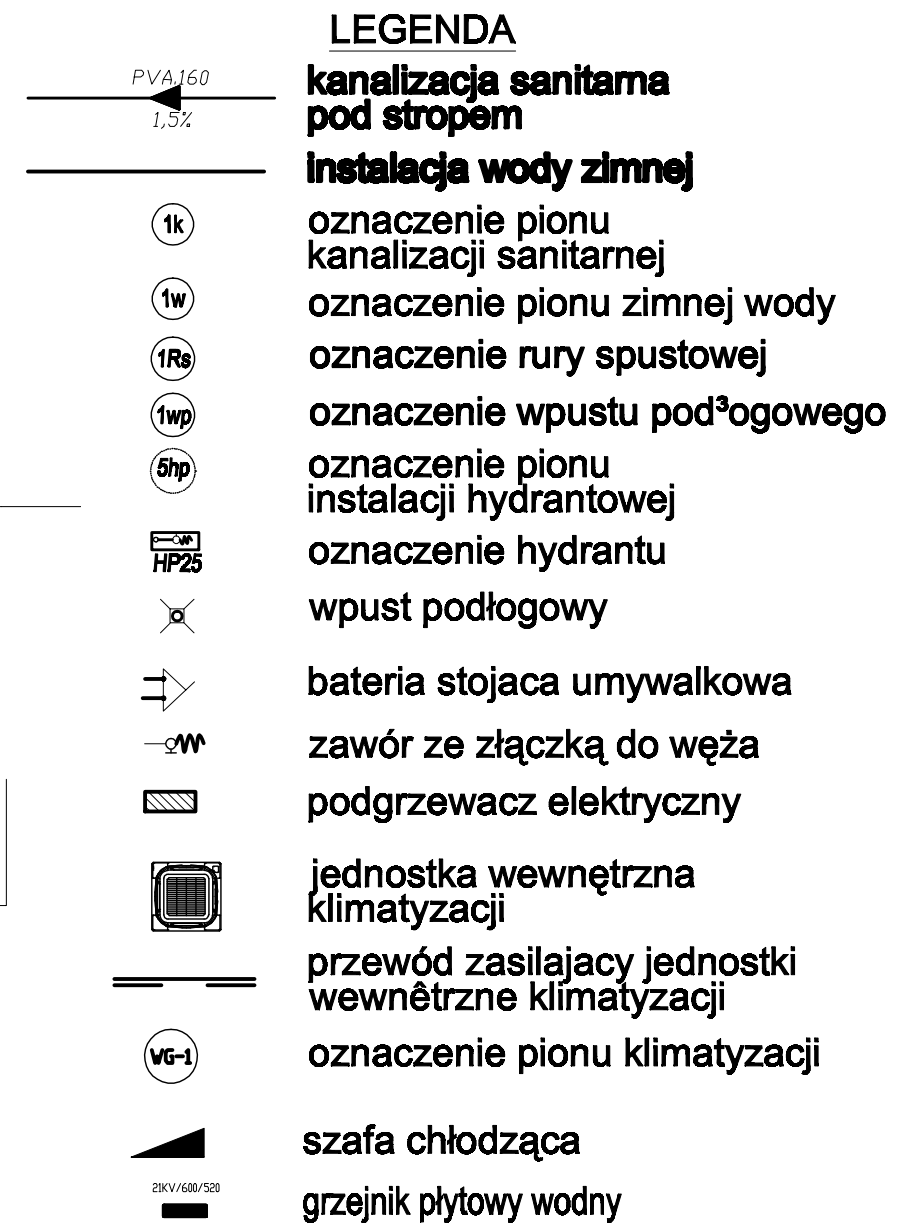 LEGENDA
PVA.160
1,5%
kanalizacja sanitarna
pod stropem
instalacja wody zimnej
1k
oznaczenie pionu
kanalizacji sanitarnej
1w
oznaczenie pionu zimnej wody
1Rs
oznaczenie rury spustowej
1wp
oznaczenie wpustu pod³ogowego
5hp
oznaczenie pionu
instalacji hydrantowej
HP25
oznaczenie hydrantu
wpust podłogowy
bateria stojaca umywalkowa
zawór ze złączką do węża
podgrzewacz elektryczny
jednostka wewnętrzna
klimatyzacji
przewód zasilajacy jednostki
wewnêtrzne klimatyzacji
WG-1
oznaczenie pionu klimatyzacji
szafa chłodząca
21KV/600/520
grzejnik płytowy wodny